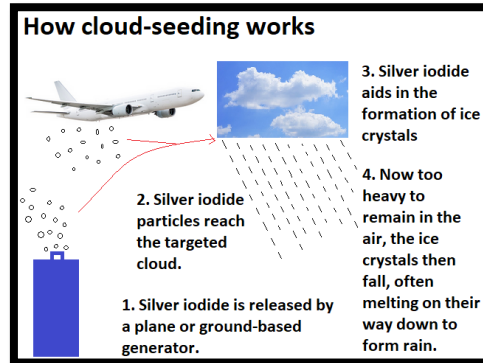 How cloud-seeding works
1. Silver iodide is released by
a plane or ground-based
generator.
2. Silver iodide
particles reach
the targeted
cloud.
3. Silver iodide
aids in the
formation of ice
crystals
4. Now too
heavy to
remain in the
air, the ice
crystals then
fall, often
melting on their
way down to
form rain.